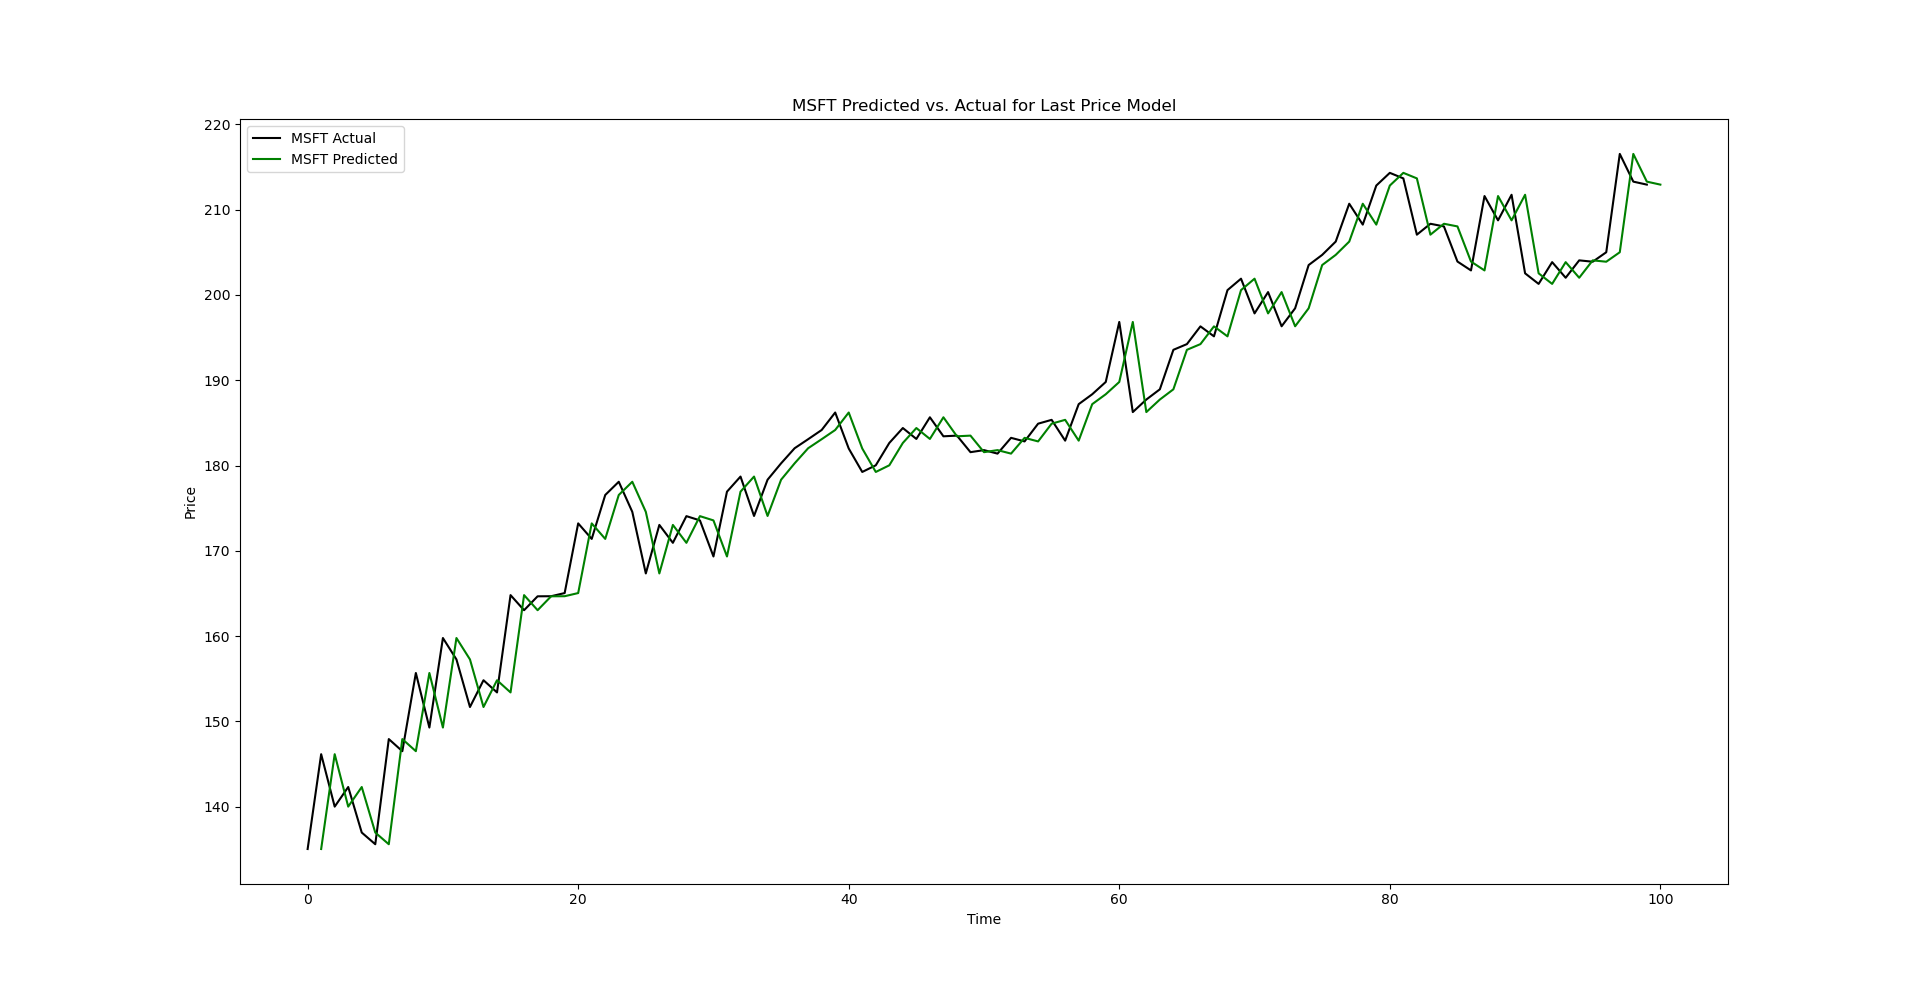 MSFT Predicted vs. Actual for Last Price Model
220
MSFT Actual
MSFT Predicted
210
200
190
180
170
160
150
140
Price
0 20 40 60 80 100
Time